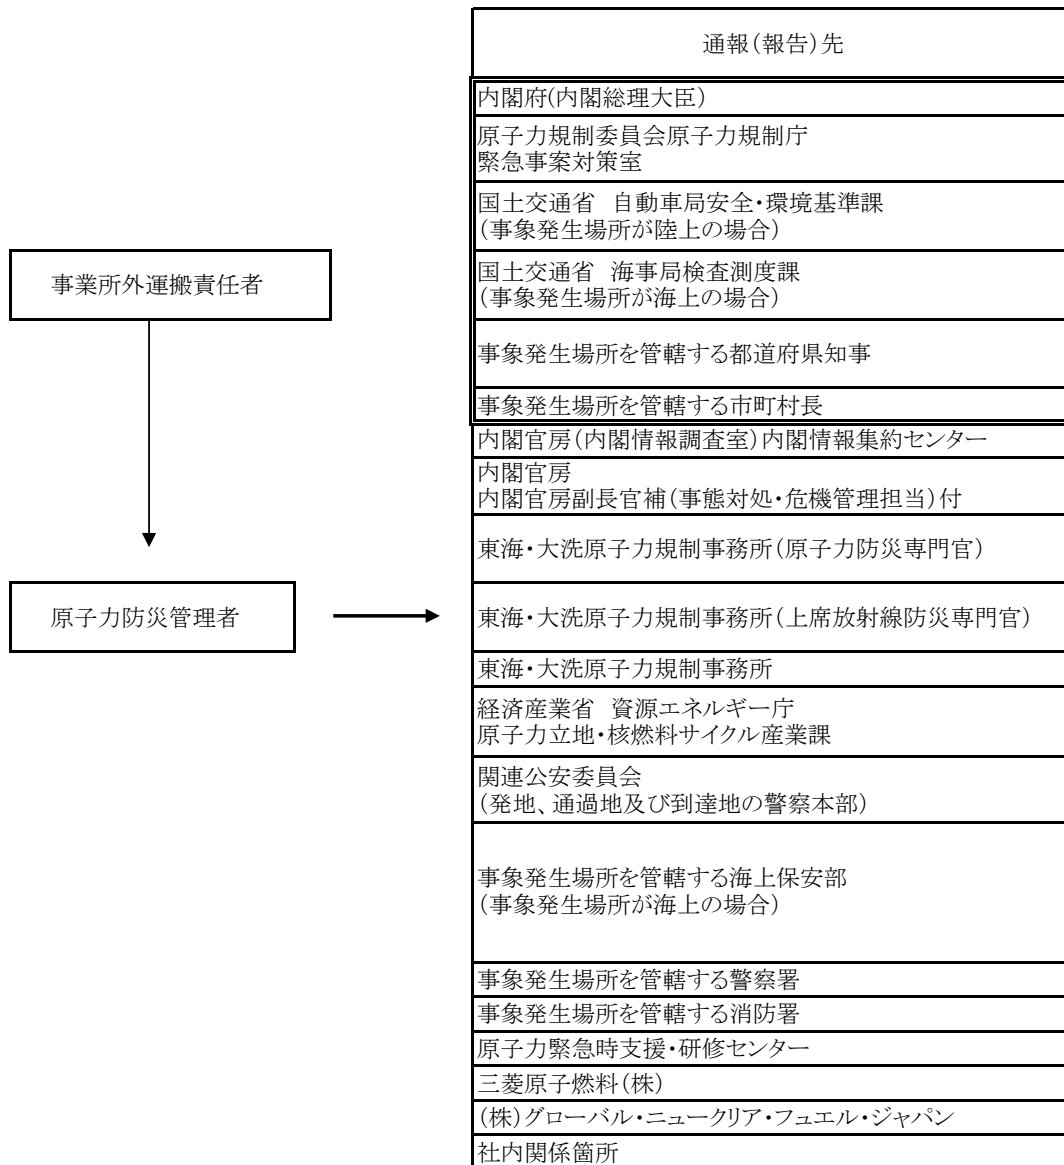 通報(報告)先
内閣府(内閣総理大臣)
原子力規制委員会原子力規制庁
緊急事案対策室
国土交通省 自動車局安全・環境基準課
(事象発生場所が陸上の場合)
国土交通省 海事局検査測度課
(事象発生場所が海上の場合)
事象発生場所を管轄する都道府県知事
事象発生場所を管轄する市町村長
内閣官房(内閣情報調査室)内閣情報集約センター
内閣官房
内閣官房副長官補(事態対処・危機管理担当)付
東海・大洗原子力規制事務所(原子力防災専門官)
東海・大洗原子力規制事務所(上席放射線防災専門官)
東海・大洗原子力規制事務所
経済産業省 資源エネルギー庁
原子力立地・核燃料サイクル産業課
関連公安委員会
(発地、通過地及び到達地の警察本部)
事象発生場所を管轄する海上保安部
(事象発生場所が海上の場合)
事象発生場所を管轄する警察署
事象発生場所を管轄する消防署
原子力緊急時支援・研修センター
三菱原子燃料(株)
(株)グローバル・ニュークリア・フュエル・ジャパン
社内関係箇所
事業所外運搬責任者
原子力防災管理者